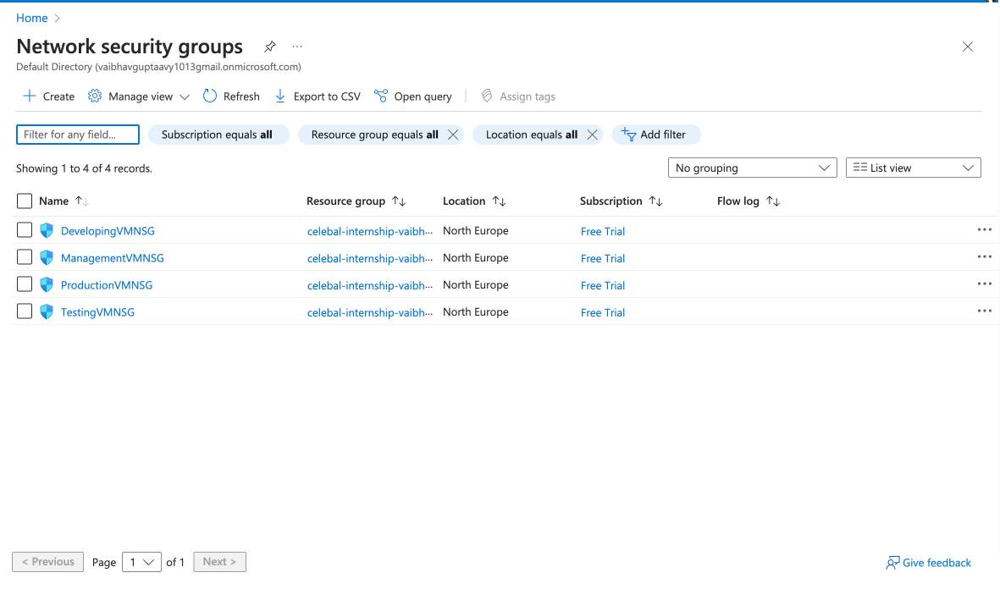 Home
Network security groups
Default Directory (vaibhavguptaavy1013gmail.onmicrosoft.com)
Create Manage view Refresh Export to CSV Open query Assign tags
Filter for any field... Subscription equals all Resource group equals all Location equals all Add filter
Showing 1 to 4 of 4 records. No grouping List view
Name Resource group Location Subscription Flow log
DevelopingVMNSG celebal-internship-vaibh... North Europe Free Trial
ManagementVMNSG celebal-internship-vaibh... North Europe Free Trial
ProductionVMNSG celebal-internship-vaibh... North Europe Free Trial
TestingVMNSG celebal-internship-vaibh... North Europe Free Trial
< Previous Page 1 of 1 Next > Give feedback